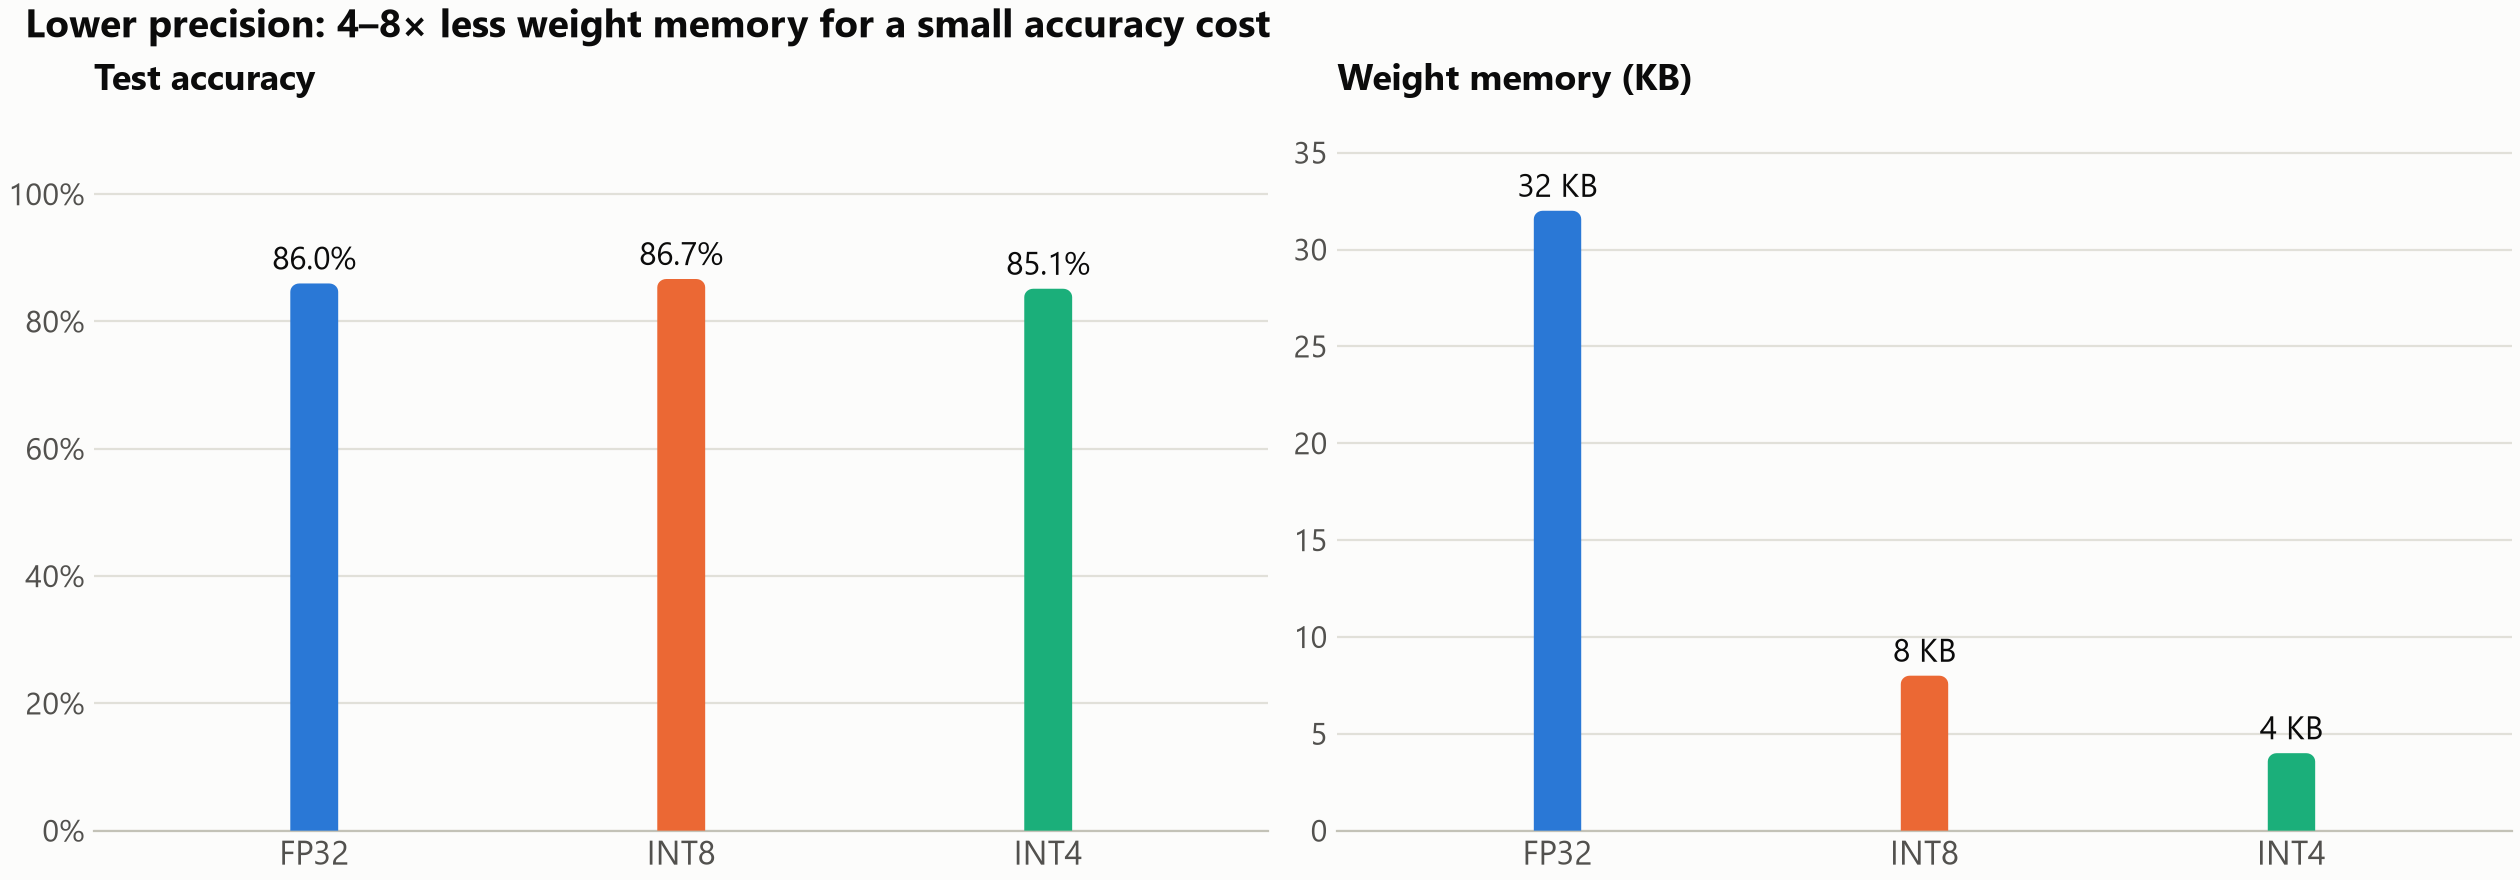 Lower precision: 4–8× less weight memory for a small accuracy cost
Test accuracy
100%
80%
60%
40%
20%
0%
86.0%
86.7%
85.1%
FP32
INT8
INT4
Weight memory (KB)
35
30
25
20
15
10
5
0
32 KB
8 KB
4 KB
FP32
INT8
INT4